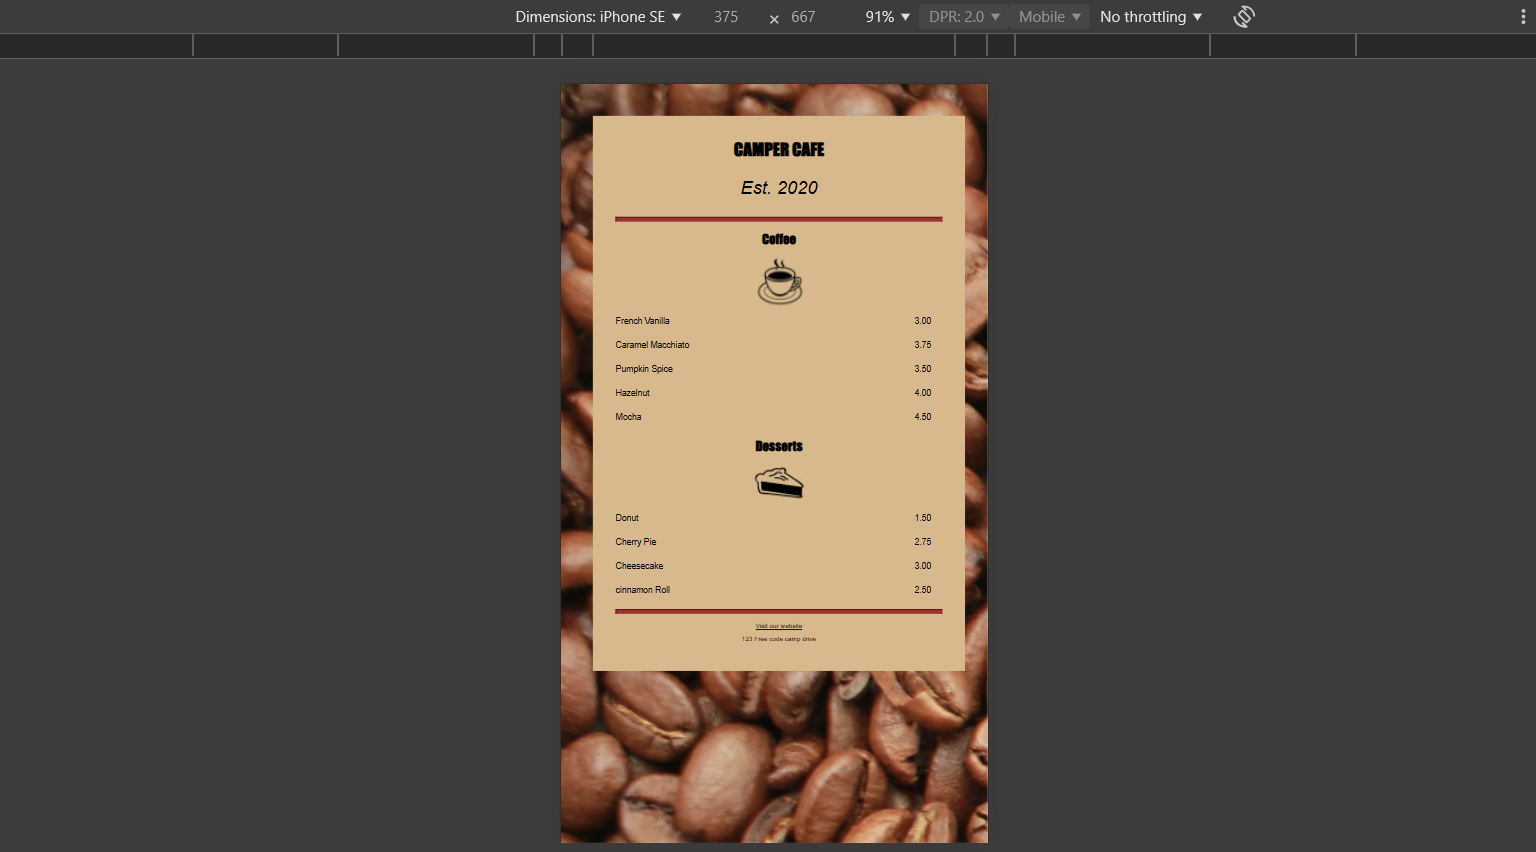 Dimensions: iPhone SE ▼ 375 × 667 91% ▼ DPR: 2.0 ▼ Mobile ▼ No throttling ▼
CAMPER CAFE
Est. 2020
Coffee
French Vanilla 3.00
Caramel Macchiato 3.75
Pumpkin Spice 3.50
Hazelnut 4.00
Mocha 4.50
Desserts
Donut 1.50
Cherry Pie 2.75
Cheesecake 3.00
cinnamon Roll 2.50
Visit our website
123 Free code camp drive